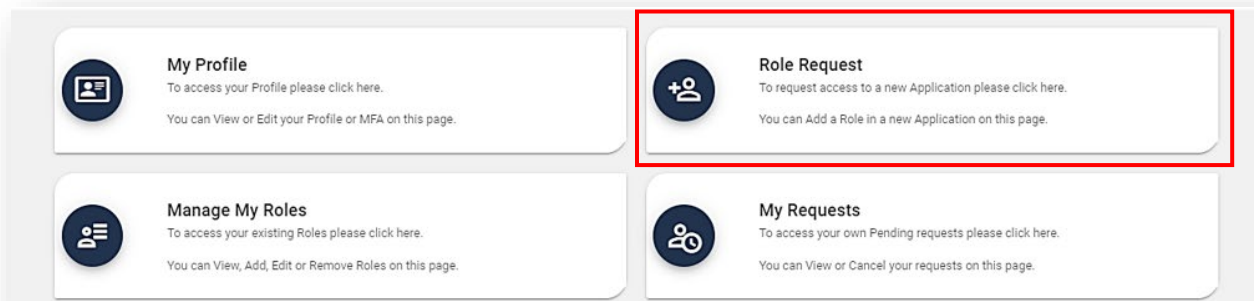 My Profile
To access your Profile please click here.
You can View or Edit your Profile or MFA on this page.
Role Request
To request access to a new Application please click here.
You can Add a Role in a new Application on this page.
Manage My Roles
To access your existing Roles please click here.
You can View, Add, Edit or Remove Roles on this page.
My Requests
To access your own Pending requests please click here.
You can View or Cancel your requests on this page.